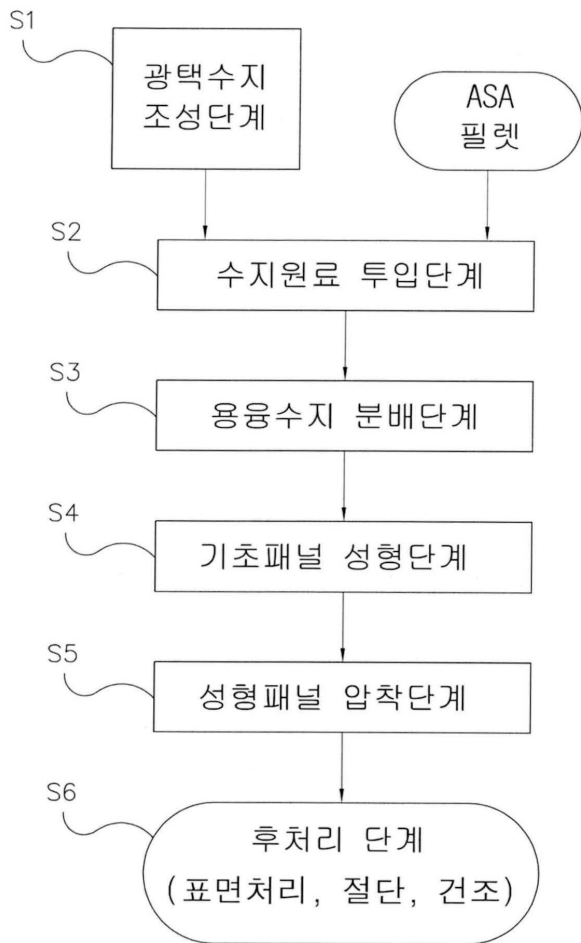 S1
광택수지
조성단계
ASA
필렛
S2
수지원료 투입단계
S3
용융수지 분배단계
S4
기초패널 성형단계
S5
성형패널 압착단계
S6
후처리 단계
(표면처리, 절단, 건조)